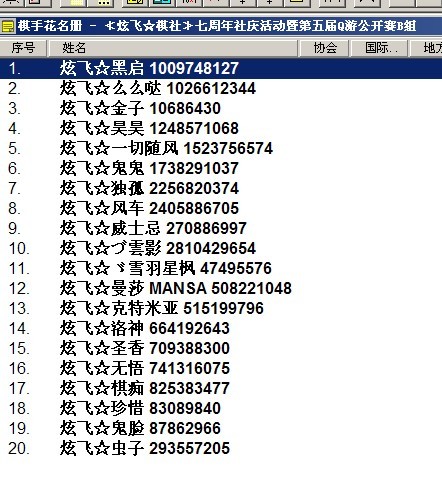 棋手花名册 - ≮炫飞☆棋社≯七周年社庆活动暨第五届Q游公开赛B组
序号 姓名 协会 国际.. 地方
1. 炫飞☆黑启 1009748127
2. 炫飞☆么么哒 1026612344
3. 炫飞☆金子 10686430
4. 炫飞☆昊昊 1248571068
5. 炫飞☆一切随风 1523756574
6. 炫飞☆鬼鬼 1738291037
7. 炫飞☆独孤 2256820374
8. 炫飞☆风车 2405886705
9. 炫飞☆威士忌 270886997
10. 炫飞☆づ雲影 2810429654
11. 炫飞☆ゞ雪羽星枫 47495576
12. 炫飞☆曼莎 MANSA 508221048
13. 炫飞☆克特米亚 515199796
14. 炫飞☆洛神 664192643
15. 炫飞☆圣香 709388300
16. 炫飞☆无悟 741316075
17. 炫飞☆棋痴 825383477
18. 炫飞☆珍惜 83089840
19. 炫飞☆鬼脸 87862966
20. 炫飞☆虫子 293557205